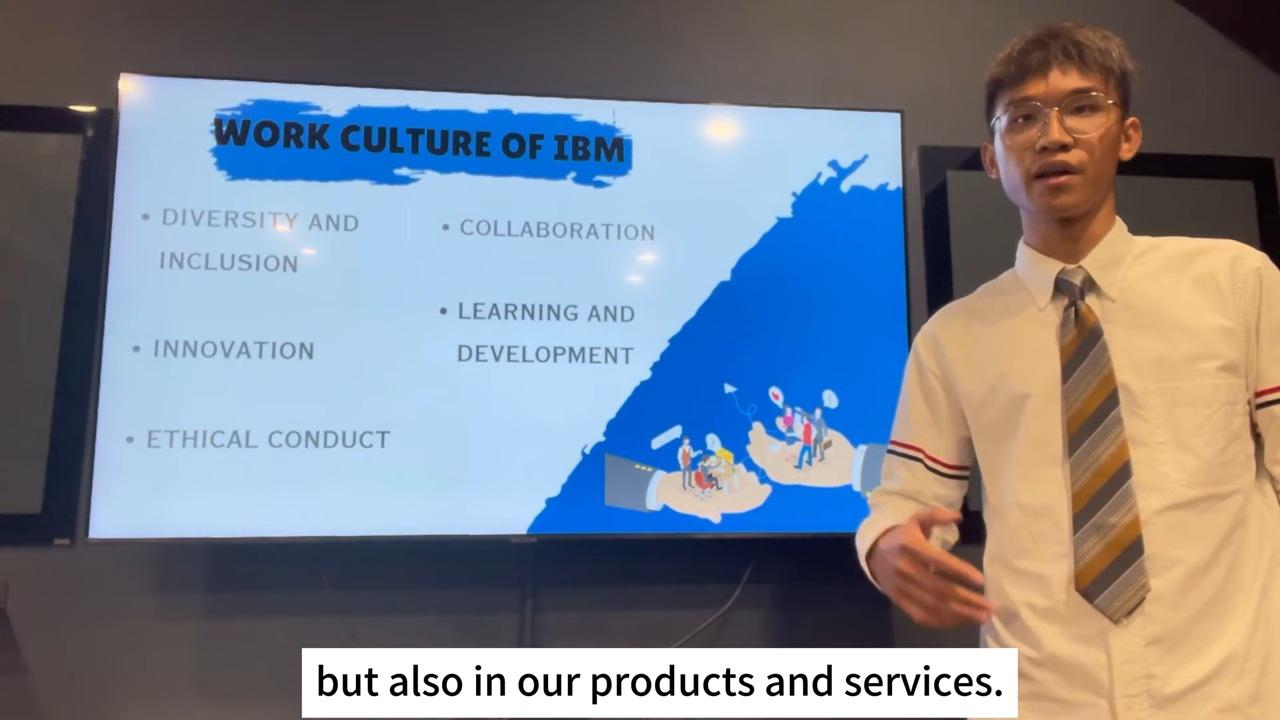 WORK CULTURE OF IBM
• DIVERSITY AND
INCLUSION
• INNOVATION
• ETHICAL CONDUCT
• COLLABORATION
• LEARNING AND
DEVELOPMENT
but also in our products and services.